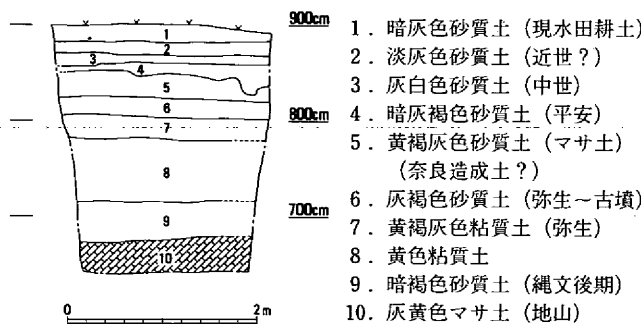 900cm
800cm
700cm
1
2
3
4
5
6
7
8
9
10
0 2m
1．暗灰色砂質土（現水田耕土）
2．淡灰色砂質土（近世？）
3．灰白色砂質土（中世）
4．暗灰褐色砂質土（平安）
5．黄褐灰色砂質土（マサ土）
（奈良造成土？）
6．灰褐色砂質土（弥生～古墳）
7．黄褐灰色粘質土（弥生）
8．黄色粘質土
9．暗褐色砂質土（縄文後期）
10．灰黄色マサ土（地山）